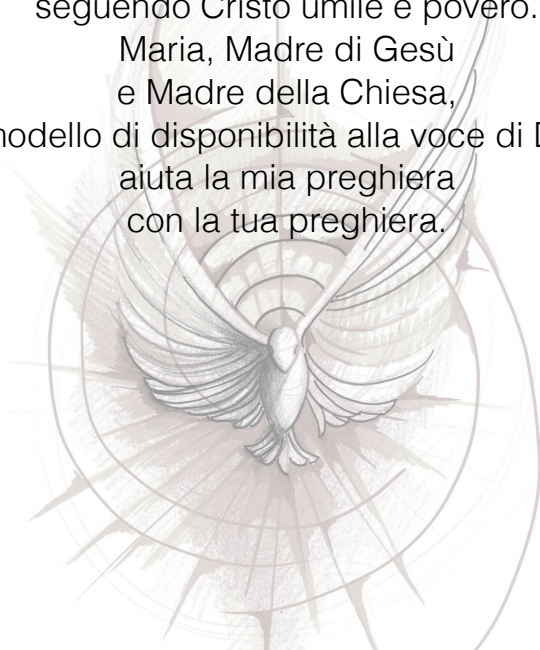 seguendo Cristo umile e povero.
Maria, Madre di Gesù
e Madre della Chiesa,
modello di disponibilità alla voce di D
aiuta la mia preghiera
con la tua preghiera.